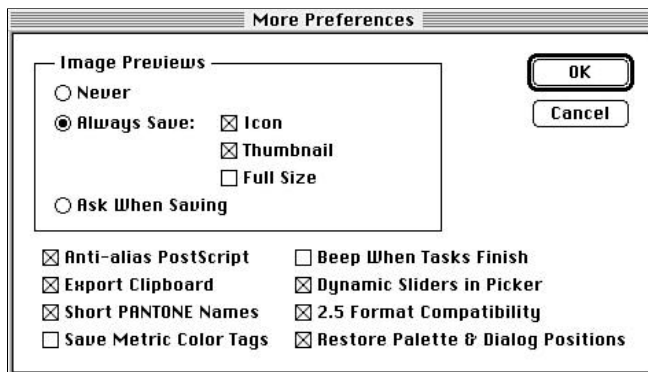 More Preferences
Image Previews
Never
Always Save: Icon
Thumbnail
Full Size
Ask When Saving
OK
Cancel
Anti-alias PostScript Beep When Tasks Finish
Export Clipboard Dynamic Sliders in Picker
Short PANTONE Names 2.5 Format Compatibility
Save Metric Color Tags Restore Palette & Dialog Positions